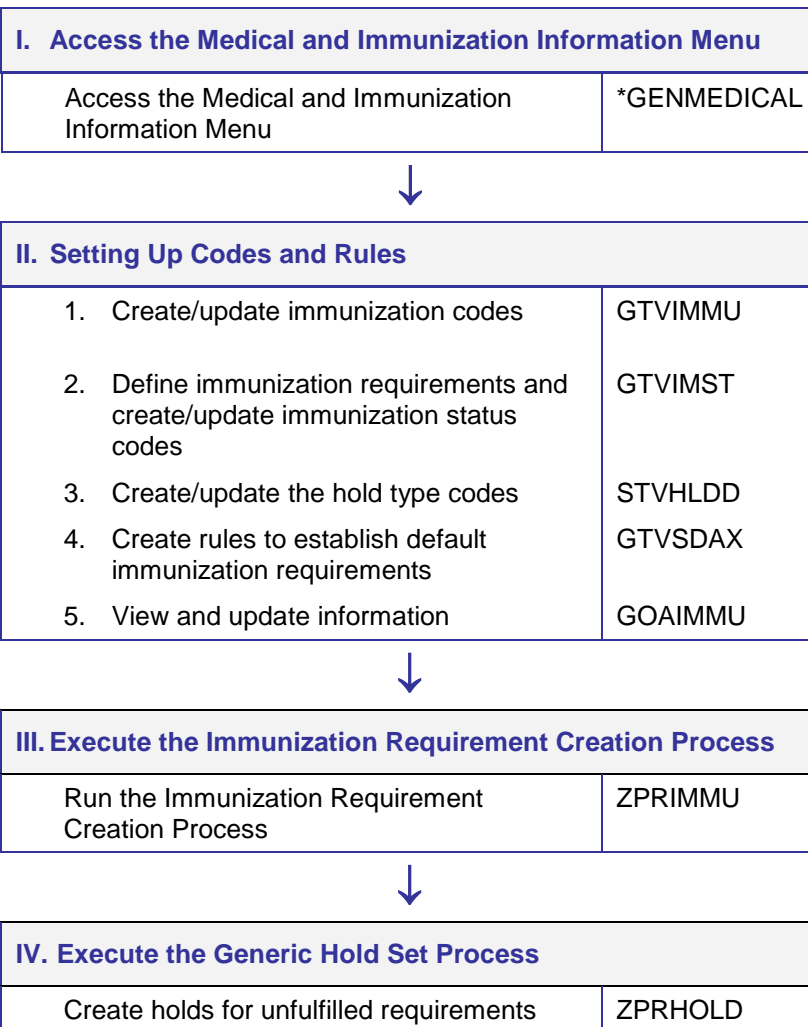 I. Access the Medical and Immunization Information Menu
Access the Medical and Immunization *GENMEDICAL
Information Menu
↓
II. Setting Up Codes and Rules
1. Create/update immunization codes GTVIMMU
2. Define immunization requirements and GTVIMST
create/update immunization status
codes
3. Create/update the hold type codes STVHLDD
4. Create rules to establish default GTVSDAX
immunization requirements
5. View and update information GOAIMMU
↓
III. Execute the Immunization Requirement Creation Process
Run the Immunization Requirement ZPRIMMU
Creation Process
↓
IV. Execute the Generic Hold Set Process
Create holds for unfulfilled requirements ZPRHOLD